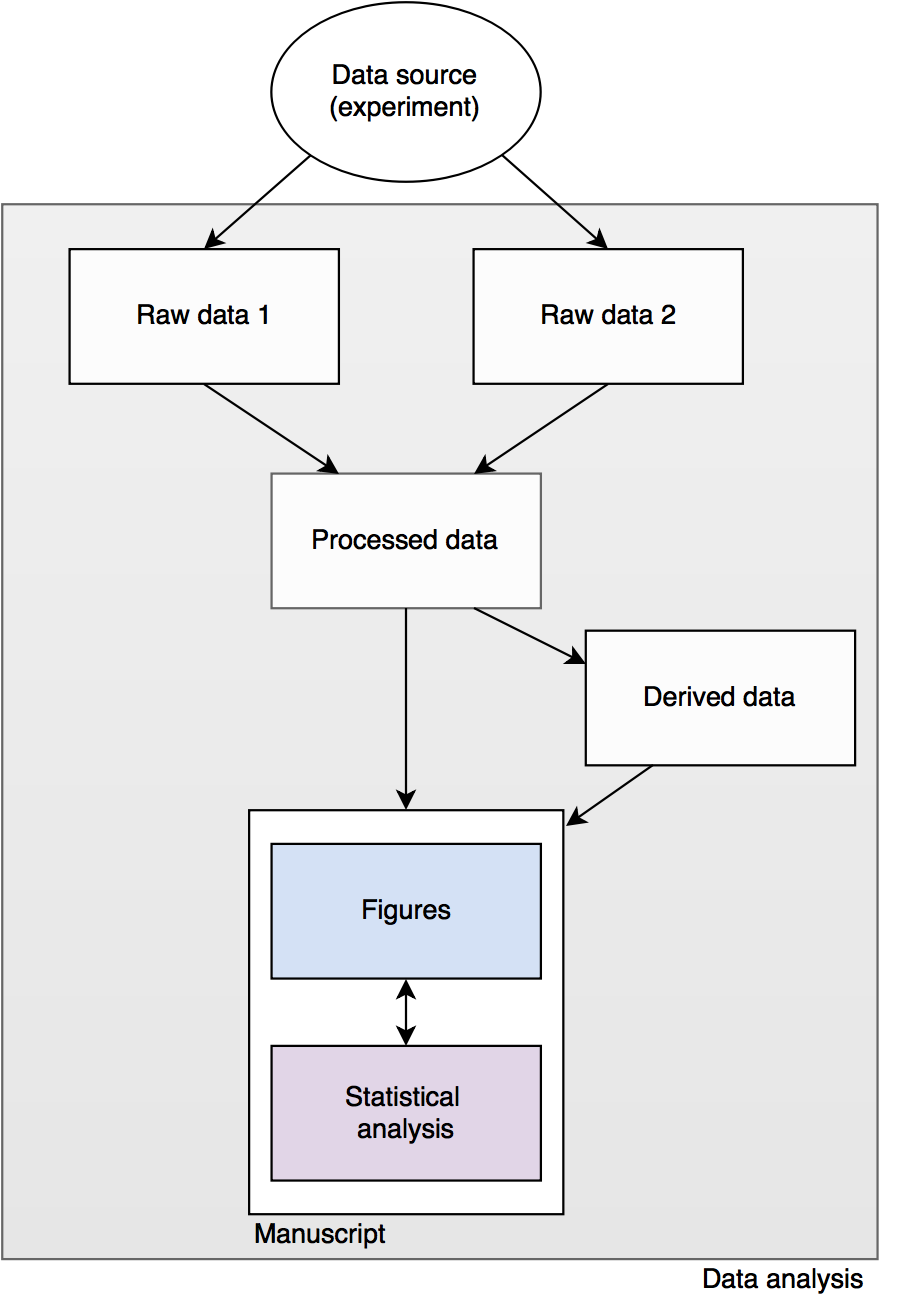 Data source
(experiment)
Raw data 1
Raw data 2
Processed data
Derived data
Figures
Statistical
analysis
Manuscript
Data analysis